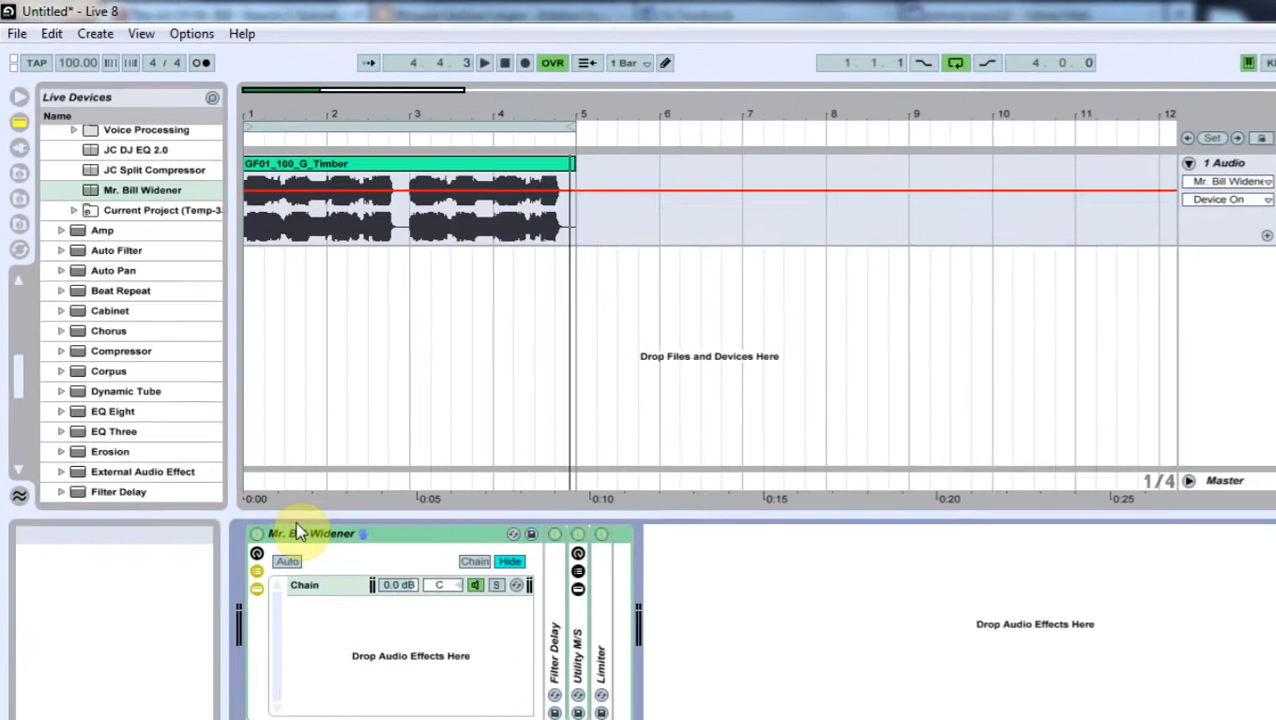 Untitled* - Live 8
File Edit Create View Options Help
TAP 100.00 4 / 4 4. 4. 3 OVR 1 Bar 1. 1. 1 4. 0. 0
Live Devices
Name
Voice Processing
JC DJ EQ 2.0
JC Split Compressor
Mr. Bill Widener
Current Project (Temp-3
Amp
Auto Filter
Auto Pan
Beat Repeat
Cabinet
Chorus
Compressor
Corpus
Dynamic Tube
EQ Eight
EQ Three
Erosion
External Audio Effect
Filter Delay
1 2 3 4 5 6 7 8 9 10 11 12
Set
GF01_100_G_Timber
1 Audio
Mr. Bill Widene
Device On
Drop Files and Devices Here
1/4 Master
0:00 0:05 0:10 0:15 0:20 0:25
Mr. Widener
Auto Chain Hide
Chain 0.0 dB C S
Drop Audio Effects Here
Filter Delay
Utility M/S
Limiter
Drop Audio Effects Here